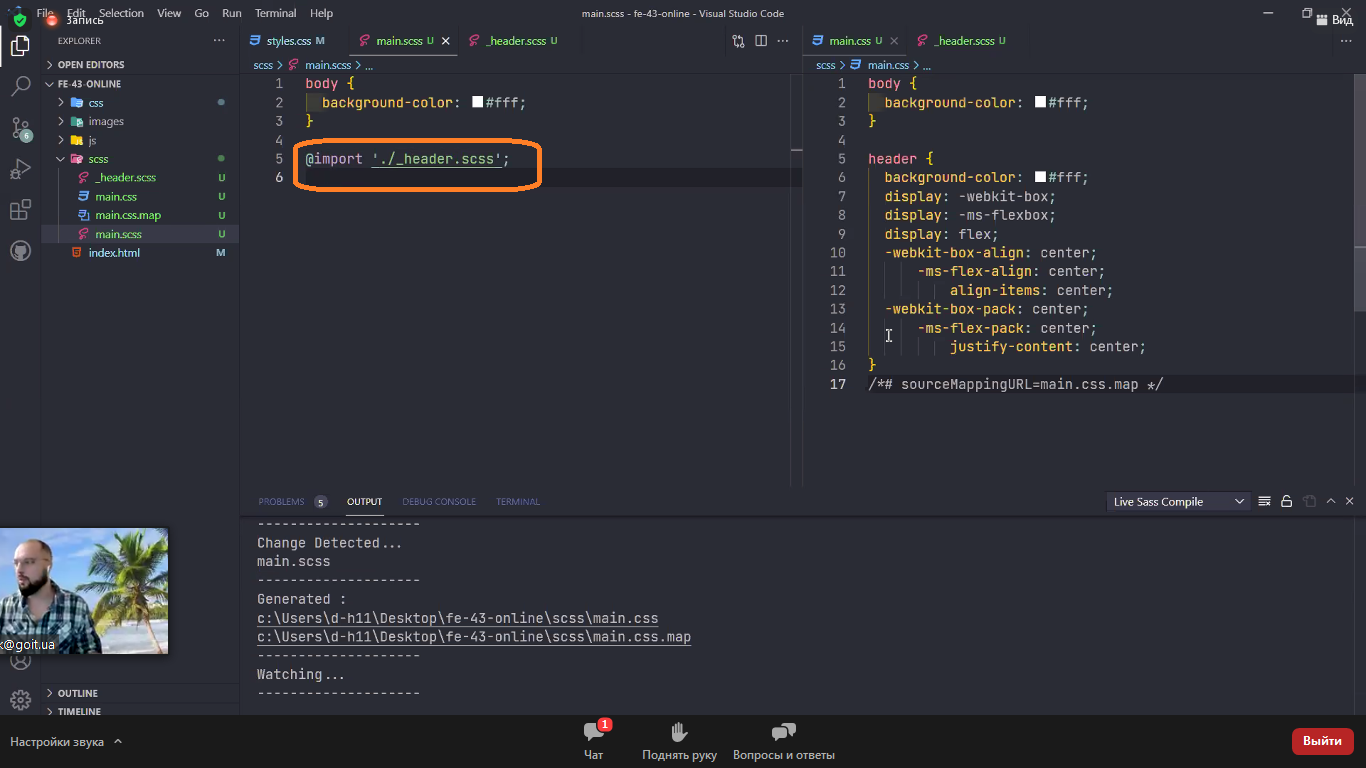 File Edit Selection View Go Run Terminal Help
main.scss - fe-43-online - Visual Studio Code
Запись
Вид
EXPLORER
OPEN EDITORS
FE-43-ONLINE
css
images
js
scss
_header.scss U
main.css U
main.css.map U
main.scss U
index.html M
6
OUTLINE
TIMELINE
styles.css M
main.scss U
_header.scss U
scss > main.scss > ...
1 body {
2 background-color: #fff;
3 }
4
5 @import './_header.scss';
6
main.css U
_header.scss U
scss > main.css > ...
1 body {
2 background-color: #fff;
3 }
4
5 header {
6 background-color: #fff;
7 display: -webkit-box;
8 display: -ms-flexbox;
9 display: flex;
10 -webkit-box-align: center;
11 -ms-flex-align: center;
12 align-items: center;
13 -webkit-box-pack: center;
14 -ms-flex-pack: center;
15 justify-content: center;
16 }
17 /*# sourceMappingURL=main.css.map */
PROBLEMS 5 OUTPUT DEBUG CONSOLE TERMINAL
Live Sass Compile
--------------------
Change Detected...
main.scss
--------------------
Generated :
c:\Users\d-h11\Desktop\fe-43-online\scss\main.css
c:\Users\d-h11\Desktop\fe-43-online\scss\main.css.map
--------------------
Watching...
--------------------
k@goit.ua
Настройки звука
1
Чат
Поднять руку
Вопросы и ответы
Выйти